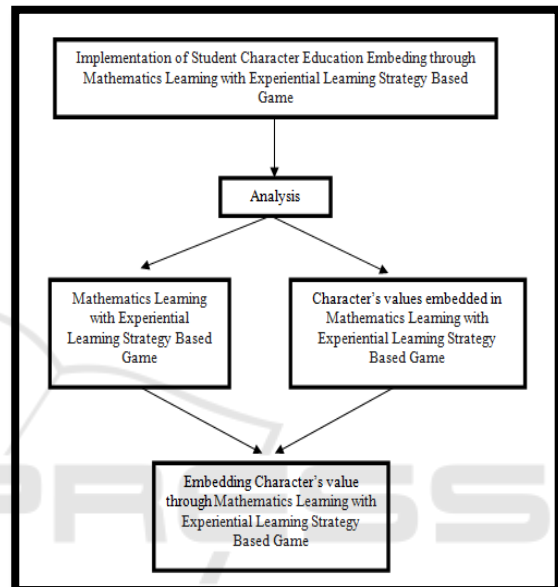 Implementation of Student Character Education Embeding through
Mathematics Learning with Experiential Learning Strategy Based
Game
Analysis
Mathematics Learning
with Experiential
Learning Strategy Based
Game
Character's values embedded in
Mathematics Learning with
Experiential Learning Strategy
Based Game
Embedding Character's value
through Mathematics Learning with
Experiential Learning Strategy
Based Game